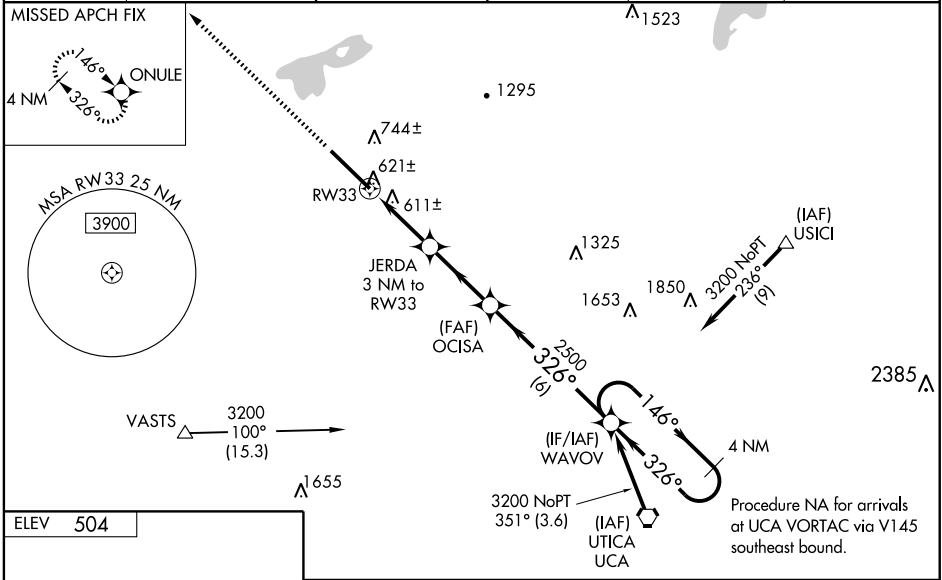 MISSED APCH FIX
146°
ONULE
4 NM
326°
1523
1295
744±
621±
RW33
611±
MSA RW33 25 NM
3900
(IAF)
USICI
1325
3200 NoPT
236°
(9)
JERDA
3 NM to
RW33
1653
1850
(FAF)
OCISA
2500
326°
(6)
2385
VASTS
3200
100°
(15.3)
146°
(IF/IAF)
WAVOV
4 NM
326°
1655
3200 NoPT
351° (3.6)
(IAF)
UTICA
UCA
Procedure NA for arrivals
at UCA VORTAC via V145
southeast bound.
ELEV 504